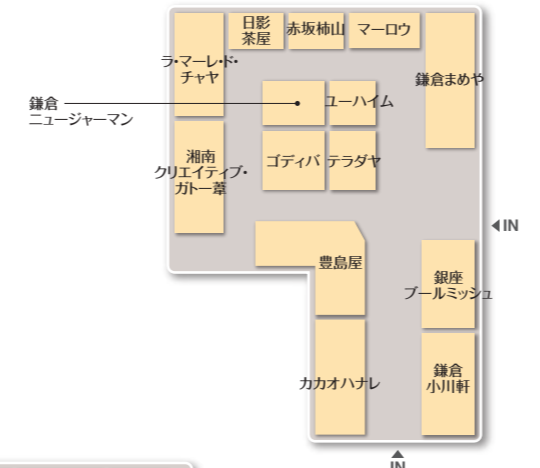 日影
茶屋
赤坂柿山
マーロウ
ラ・マーレ・ド・
チャヤ
鎌倉まめや
鎌倉
ニュージャーマン
ユーハイム
湘南
クリエイティブ・
ガトー葦
ゴディバ
テラダヤ
IN
豊島屋
銀座
ブールミッシュ
カカオハナレ
鎌倉
小川軒
IN